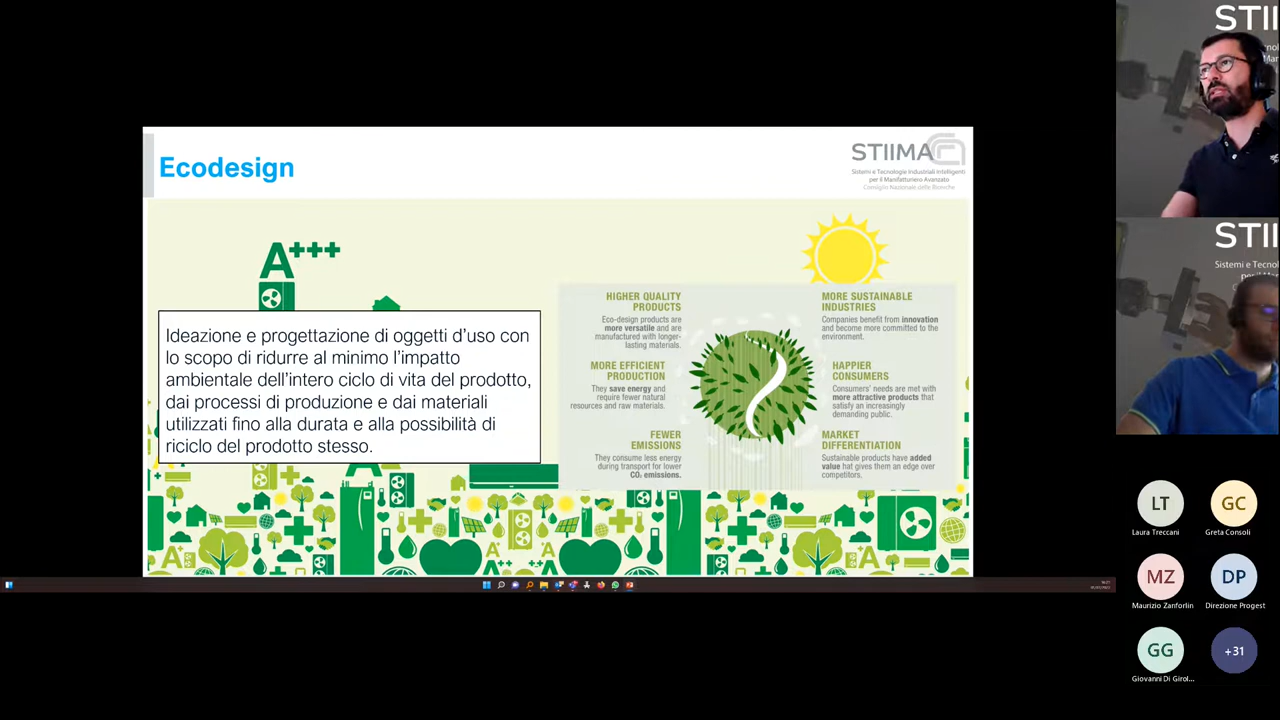 Ecodesign
STIIMA
Sistemi e Tecnologie Industriali Intelligenti
per il Manifatturiero Avanzato
Consiglio Nazionale delle Ricerche
A+++
Ideazione e progettazione di oggetti d'uso con
lo scopo di ridurre al minimo l'impatto
ambientale dell'intero ciclo di vita del prodotto,
dai processi di produzione e dai materiali
utilizzati fino alla durata e alla possibilità di
riciclo del prodotto stesso.
HIGHER QUALITY
PRODUCTS
Eco-design products are
more versatile and are
manufactured with longer-
lasting materials.
MORE EFFICIENT
PRODUCTION
They save energy and
require fewer natural
resources and raw materials.
FEWER
EMISSIONS
They consume less energy
during transport for lower
CO₂ emissions.
MORE SUSTAINABLE
INDUSTRIES
Companies benefit from innovation
and become more committed to the
environment.
HAPPIER
CONSUMERS
Consumers' needs are met with
more attractive products that
satisfy an increasingly
demanding public.
MARKET
DIFFERENTIATION
Sustainable products have added
value hat gives them an edge over
competitors.
STII
STII
Sistemi e Tecnol
LT
Laura Treccani
GC
Greta Consoli
MZ
Maurizio Zanforlin
DP
Direzione Progest
GG
Giovanni Di Girol...
+31